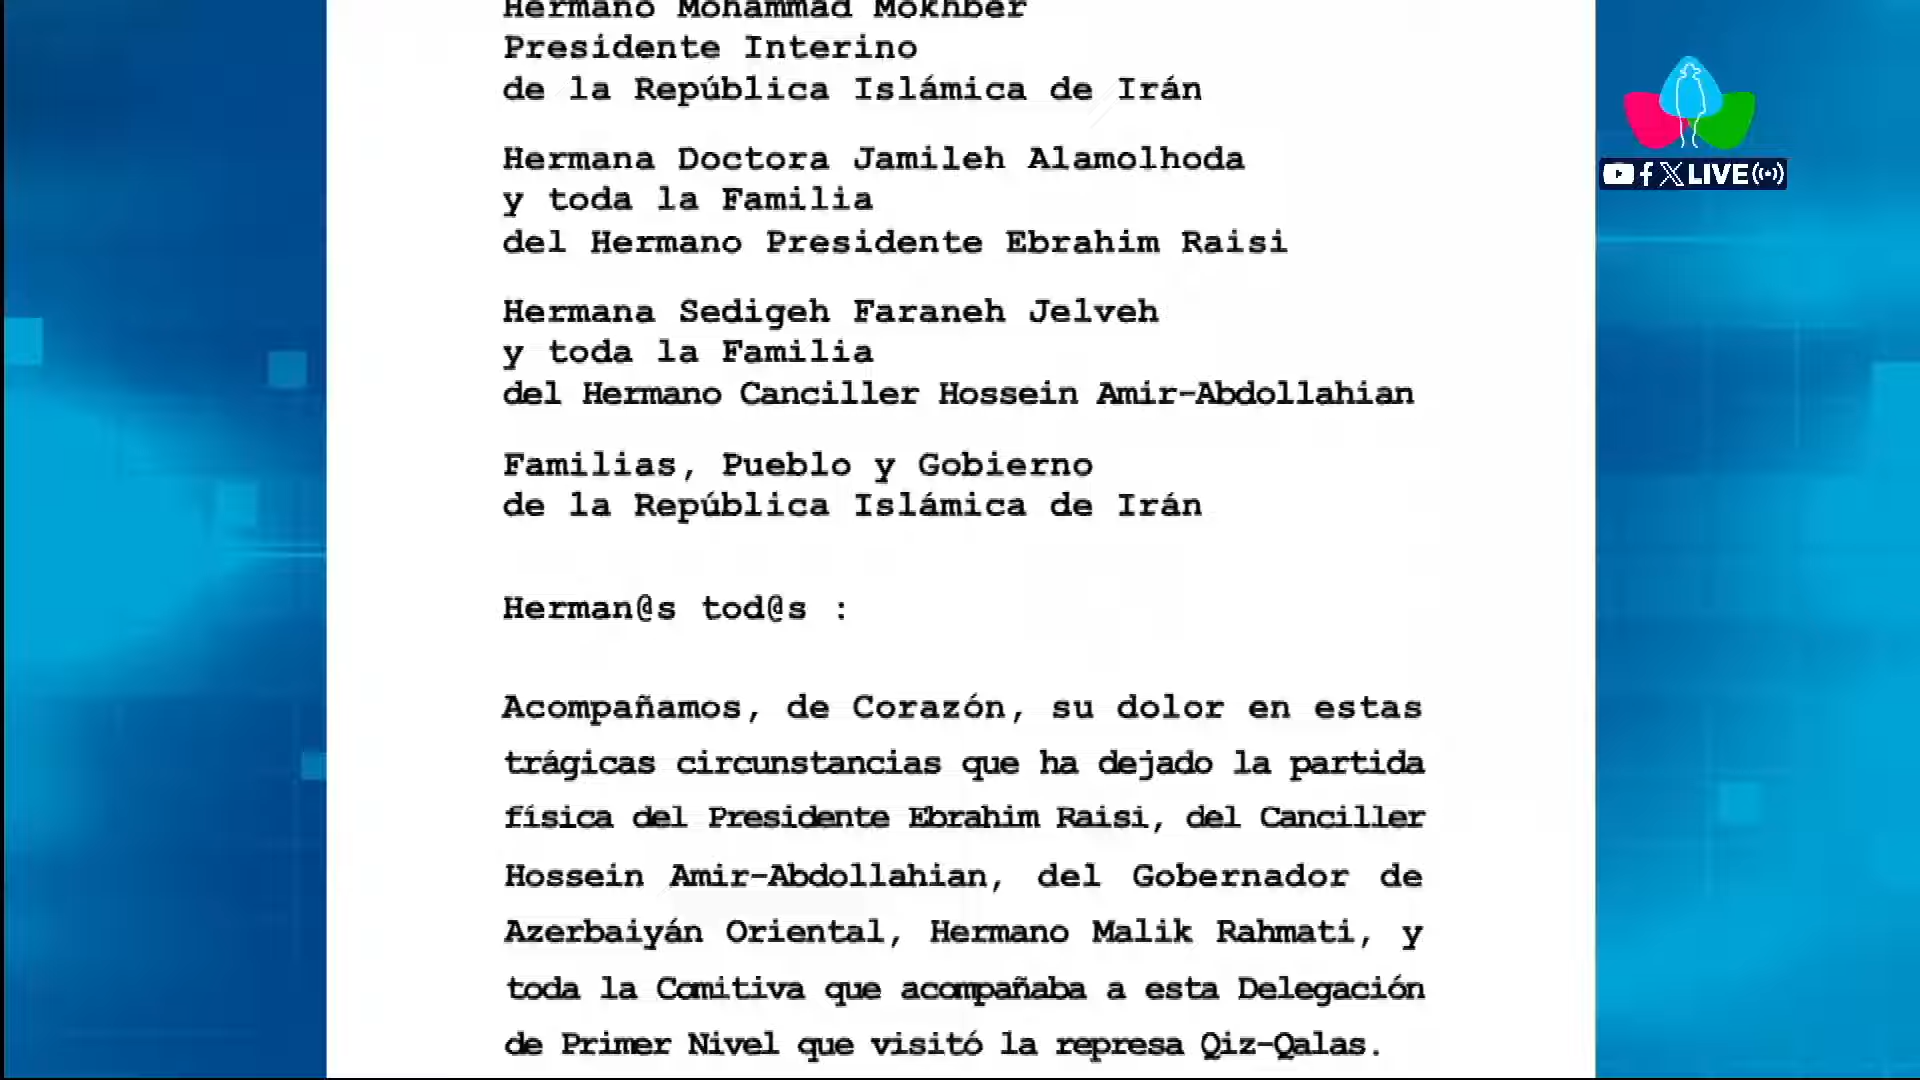 Hermano Mohammad Mokhber
Presidente Interino
de la República Islámica de Irán
Hermana Doctora Jamileh Alamolhoda
y toda la Familia
del Hermano Presidente Ebrahim Raisi
Hermana Sedigeh Faraneh Jelveh
y toda la Familia
del Hermano Canciller Hossein Amir-Abdollahian
Familias, Pueblo y Gobierno
de la República Islámica de Irán
Herman@s tod@s :
Acompañamos, de Corazón, su dolor en estas
trágicas circunstancias que ha dejado la partida
física del Presidente Ebrahim Raisi, del Canciller
Hossein Amir-Abdollahian, del Gobernador de
Azerbaiyán Oriental, Hermano Malik Rahmati, y
toda la Comitiva que acompañaba a esta Delegación
de Primer Nivel que visitó la represa Qiz-Qalas.
LIVE